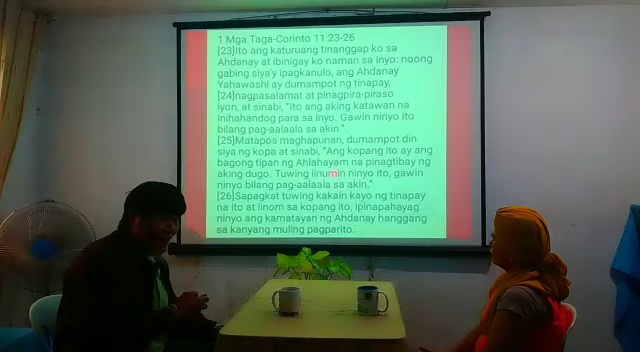 1 Mga Taga-Corinto 11:23-26
[23]Ito ang katuruang tinanggap ko sa
Ahdanay at ibinigay ko naman sa inyo: noong
gabing siya'y ipagkanulo, ang Ahdanay
Yahawashi ay dumampot ng tinapay,
[24]nagpasalamat at pinagpira-piraso
iyon, at sinabi, "Ito ang aking katawan na
inihahandog para sa inyo. Gawin ninyo ito
bilang pag-aalaala sa akin."
[25]Matapos maghapunan, dumampot din
siya ng kopa at sinabi, "Ang kopang ito ay ang
bagong tipan ng Ahlahayam na pinagtibay ng
aking dugo. Tuwing iinumin ninyo ito, gawin
ninyo bilang pag-aalaala sa akin."
[26]Sapagkat tuwing kakain kayo ng tinapay
na ito at iinom sa kopang ito, ipinapahayag
ninyo ang kamatayan ng Ahdanay hanggang
sa kanyang muling pagparito.